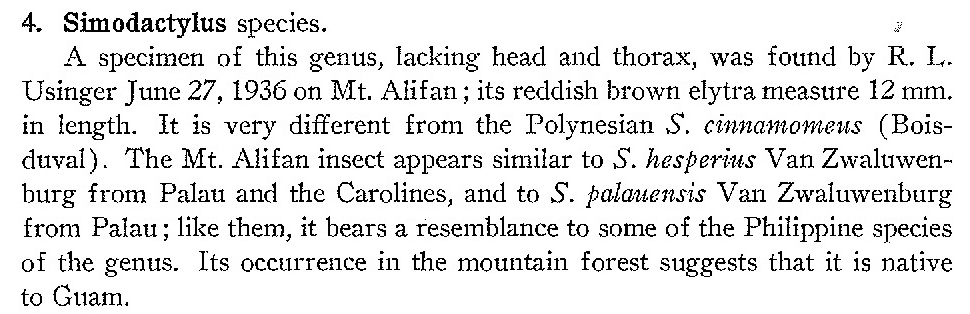 4. Simodactylus species.
A specimen of this genus, lacking head and thorax, was found by R. L.
Usinger June 27, 1936 on Mt. Alifan; its reddish brown elytra measure 12 mm.
in length. It is very different from the Polynesian S. cinnamomeus (Bois-
duval). The Mt. Alifan insect appears similar to S. hesperius Van Zwaluwen-
burg from Palau and the Carolines, and to S. palauensis Van Zwaluwenburg
from Palau; like them, it bears a resemblance to some of the Philippine species
of the genus. Its occurrence in the mountain forest suggests that it is native
to Guam.